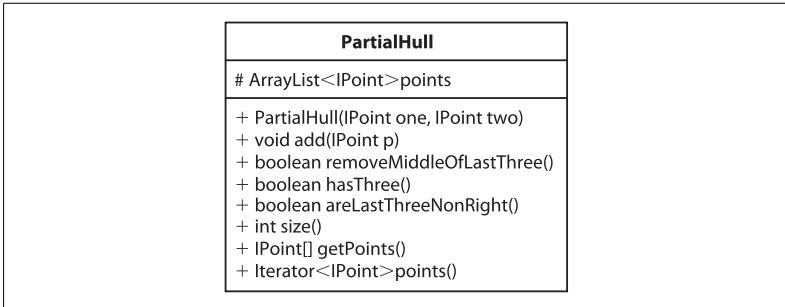 PartialHull
# ArrayList<IPoint>points
+ PartialHull(IPoint one, IPoint two)
+ void add(IPoint p)
+ boolean removeMiddleOfLastThree()
+ boolean hasThree()
+ boolean areLastThreeNonRight()
+ int size()
+ IPoint[] getPoints()
+ Iterator<IPoint>points()